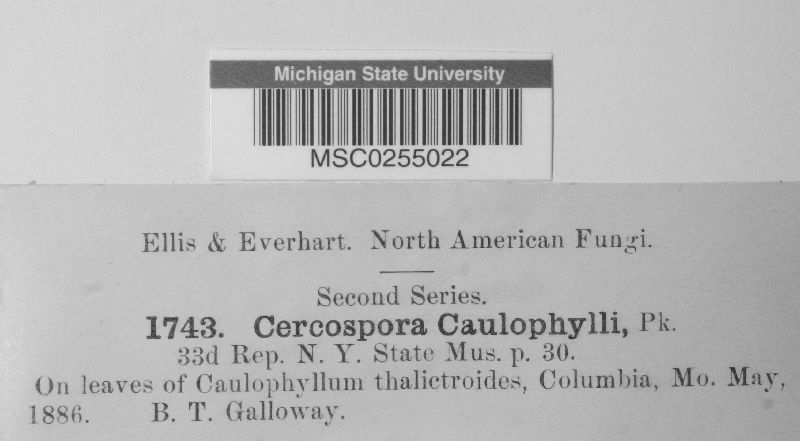 Michigan State University
MSC0255022
Ellis & Everhart. North American Fungi.
Second Series.
1743. Cercospora Caulophylli, Pk.
33d Rep. N. Y. State Mus. p. 30.
On leaves of Caulophyllum thalictroides, Columbia, Mo. May,
1886. B. T. Galloway.